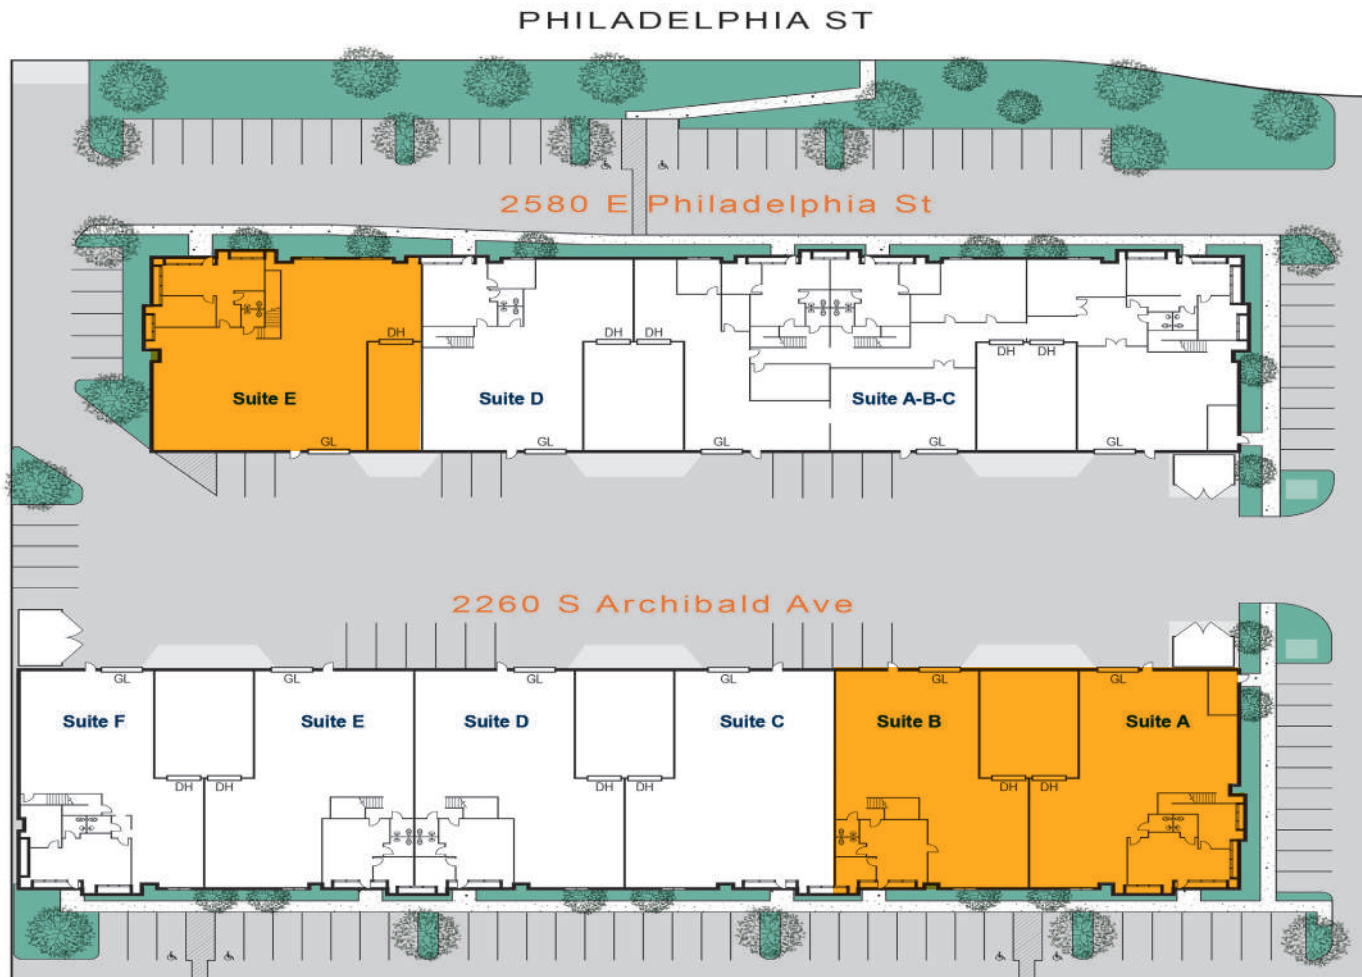 PHILADELPHIA ST
2580 E Philadelphia St
DH
DH
DH
DH
DH
Suite E
Suite D
Suite A-B-C
GL
GL
GL
GL
GL
2260 S Archibald Ave
GL
GL
GL
GL
GL
GL
Suite F
Suite E
Suite D
Suite C
Suite B
Suite A
DH
DH
DH
DH
DH
DH